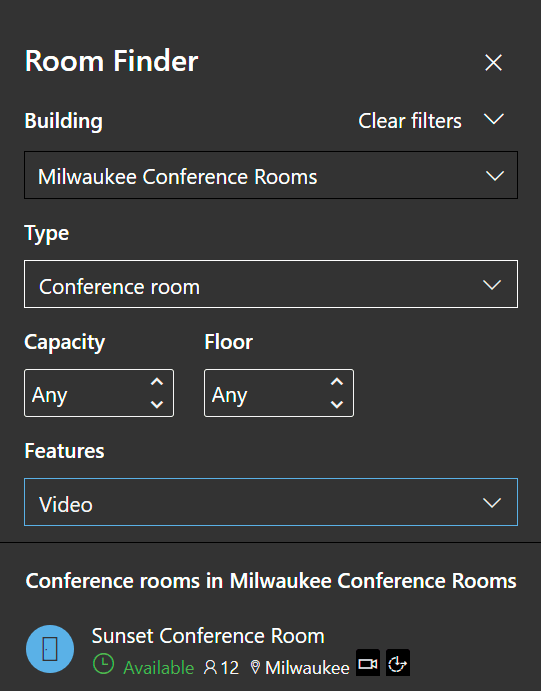 Room Finder
Building Clear filters
Milwaukee Conference Rooms
Type
Conference room
Capacity Floor
Any Any
Features
Video
Conference rooms in Milwaukee Conference Rooms
Sunset Conference Room
Available 12 Milwaukee